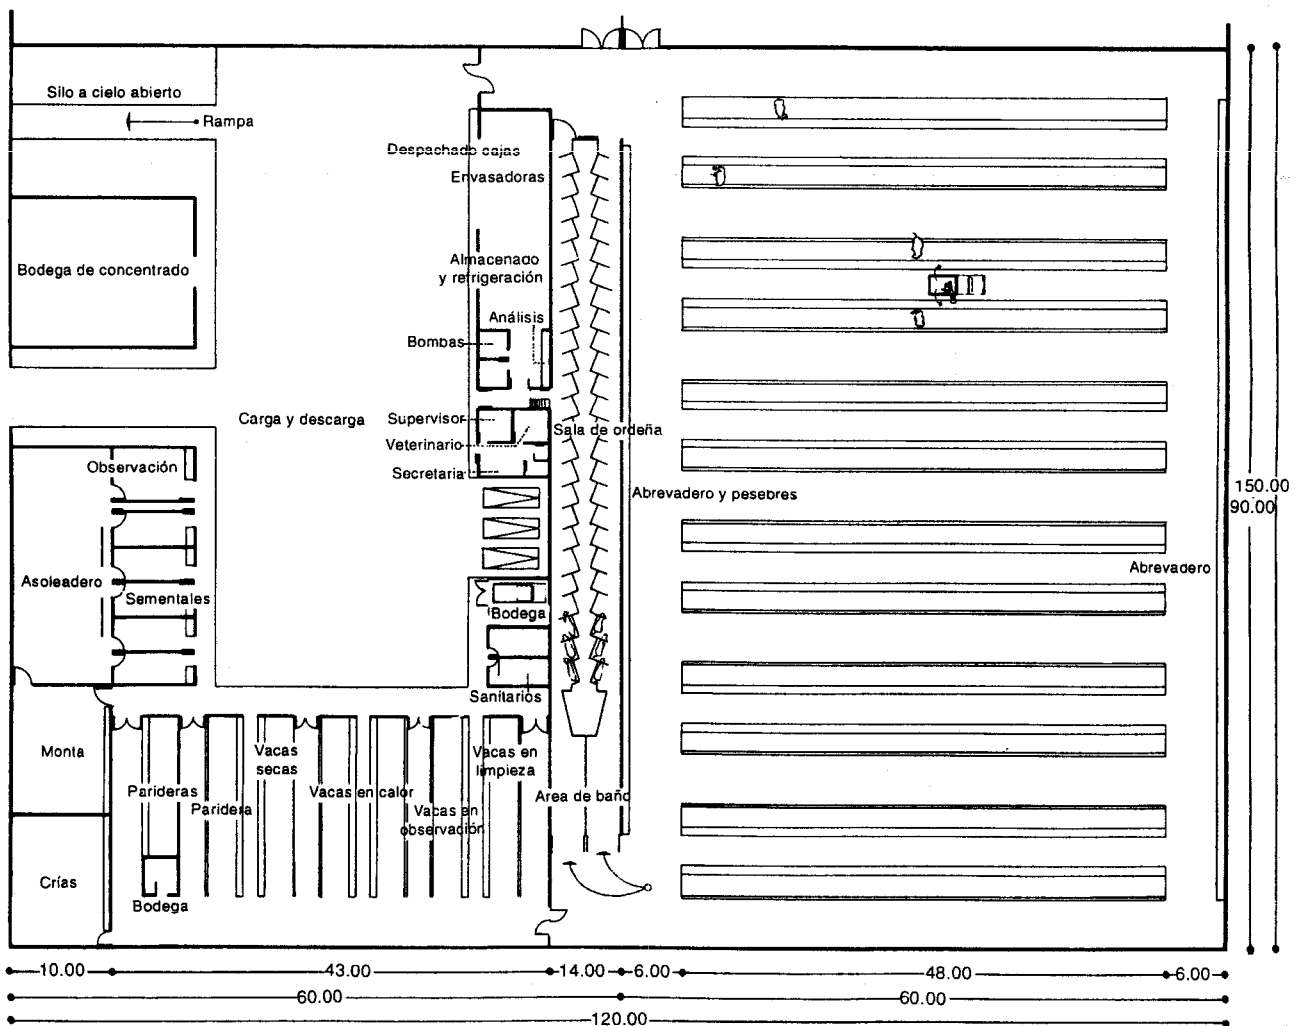 Silo a cielo abierto
Rampa
Despachado cajas
Envasadoras
Bodega de concentrado
Almacenado
y refrigeración
Análisis
Bombas
Carga y descarga
Supervisor
Sala de ordeña
Veterinario
Observación
Secretaria
Abrevadero y pesebres
150.00
90.00
Abrevadero
Asoleadero
Sementales
Bodega
Sanitarios
Monta
Vacas
secas
Vacas en
limpieza
Parideras
Paridera
Vacas en calor
Vacas en
observación
Area de baño
Crías
Bodega
10.00
43.00
14.00
6.00
48.00
6.00
60.00
60.00
120.00